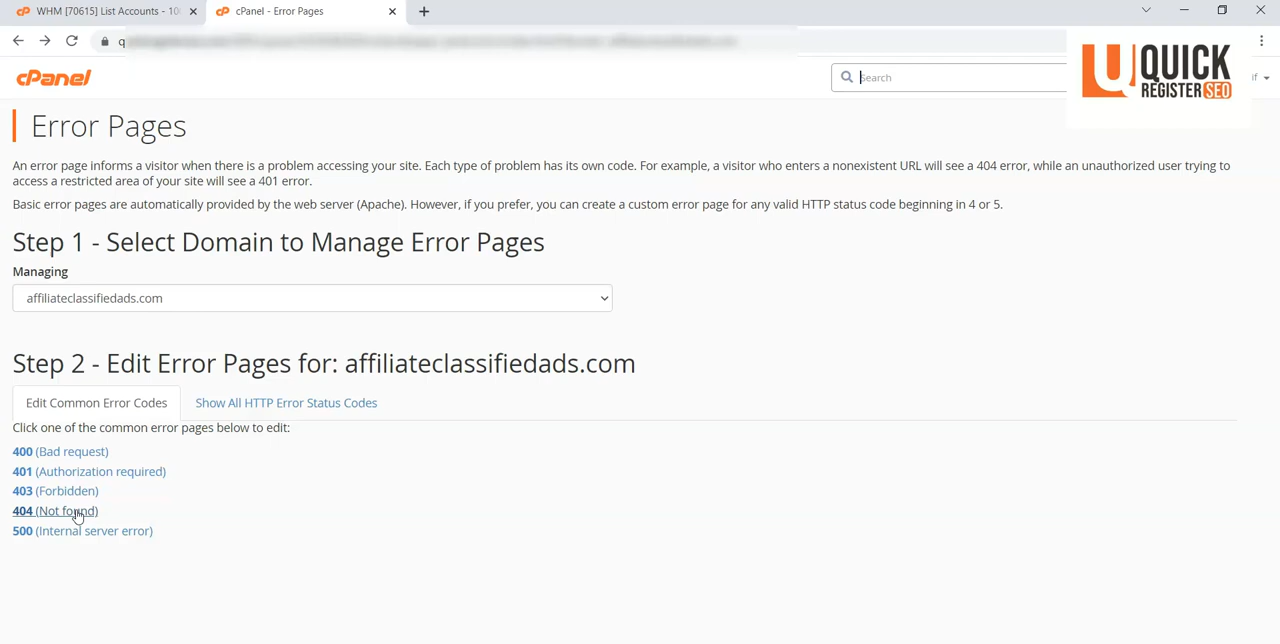 WHM [70615] List Accounts - 10
cPanel - Error Pages
cPanel
Search
U QUICK REGISTER SEO
Error Pages
An error page informs a visitor when there is a problem accessing your site. Each type of problem has its own code. For example, a visitor who enters a nonexistent URL will see a 404 error, while an unauthorized user trying to
access a restricted area of your site will see a 401 error.
Basic error pages are automatically provided by the web server (Apache). However, if you prefer, you can create a custom error page for any valid HTTP status code beginning in 4 or 5.
Step 1 - Select Domain to Manage Error Pages
Managing
affiliateclassifiedads.com
Step 2 - Edit Error Pages for: affiliateclassifiedads.com
Edit Common Error Codes
Show All HTTP Error Status Codes
Click one of the common error pages below to edit:
400 (Bad request)
401 (Authorization required)
403 (Forbidden)
404 (Not found)
500 (Internal server error)